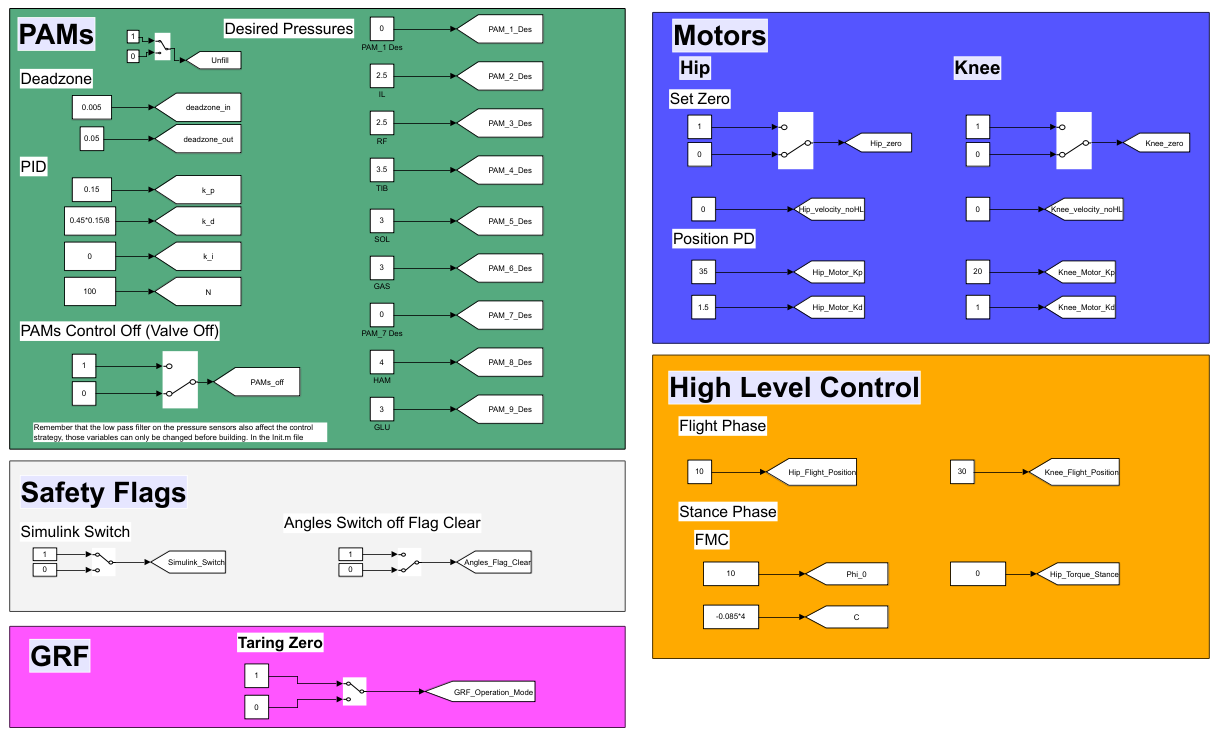 PAMs
1
0
Unfill
Desired Pressures
0
PAM_1_Des
PAM_1 Des
2.5
PAM_2_Des
IL
2.5
PAM_3_Des
RF
3.5
PAM_4_Des
TIB
3
PAM_5_Des
SOL
3
PAM_6_Des
GAS
0
PAM_7_Des
PAM_7 Des
4
PAM_8_Des
HAM
3
PAM_9_Des
GLU
Deadzone
0.005
deadzone_in
0.05
deadzone_out
PID
0.15
k_p
0.45*0.15/8
k_d
0
k_i
100
N
PAMs Control Off (Valve Off)
1
0
PAMs_off
Remember that the low pass filter on the pressure sensors also affect the control
strategy, those variables can only be changed before building. In the Init.m file
Safety Flags
Simulink Switch
1
0
Simulink_Switch
Angles Switch off Flag Clear
1
0
Angles_Flag_Clear
GRF
Taring Zero
1
0
GRF_Operation_Mode
Motors
Hip
Knee
Set Zero
1
0
Hip_zero
1
0
Knee_zero
0
Hip_velocity_noHL
0
Knee_velocity_noHL
Position PD
35
Hip_Motor_Kp
20
Knee_Motor_Kp
1.5
Hip_Motor_Kd
1
Knee_Motor_Kd
High Level Control
Flight Phase
10
Hip_Flight_Position
30
Knee_Flight_Position
Stance Phase
FMC
10
Phi_0
0
Hip_Torque_Stance
-0.085*4
C